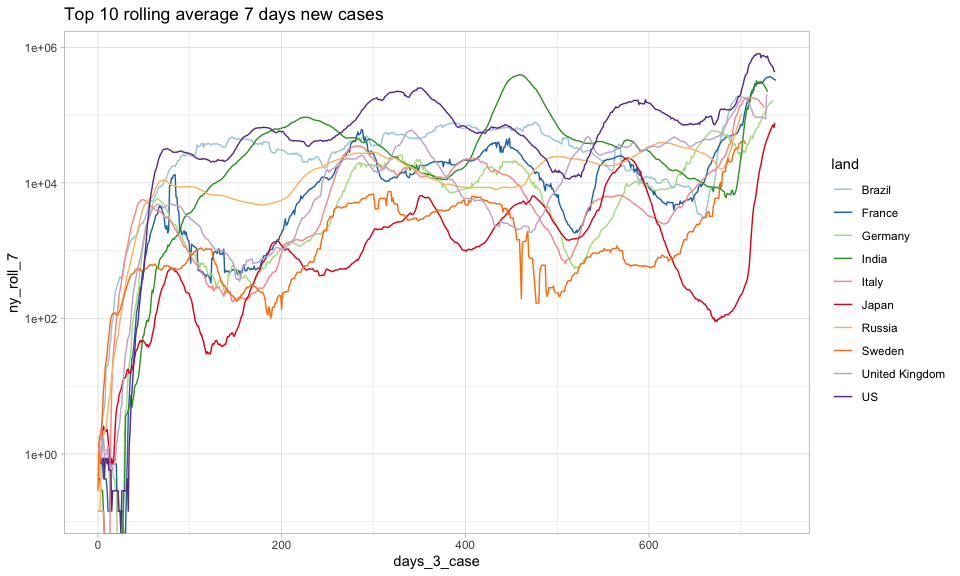 Top 10 rolling average 7 days new cases
1e+06
1e+04
1e+02
1e+00
ny_roll_7
0
200
400
600
days_3_case
land
Brazil
France
Germany
India
Italy
Japan
Russia
Sweden
United Kingdom
US